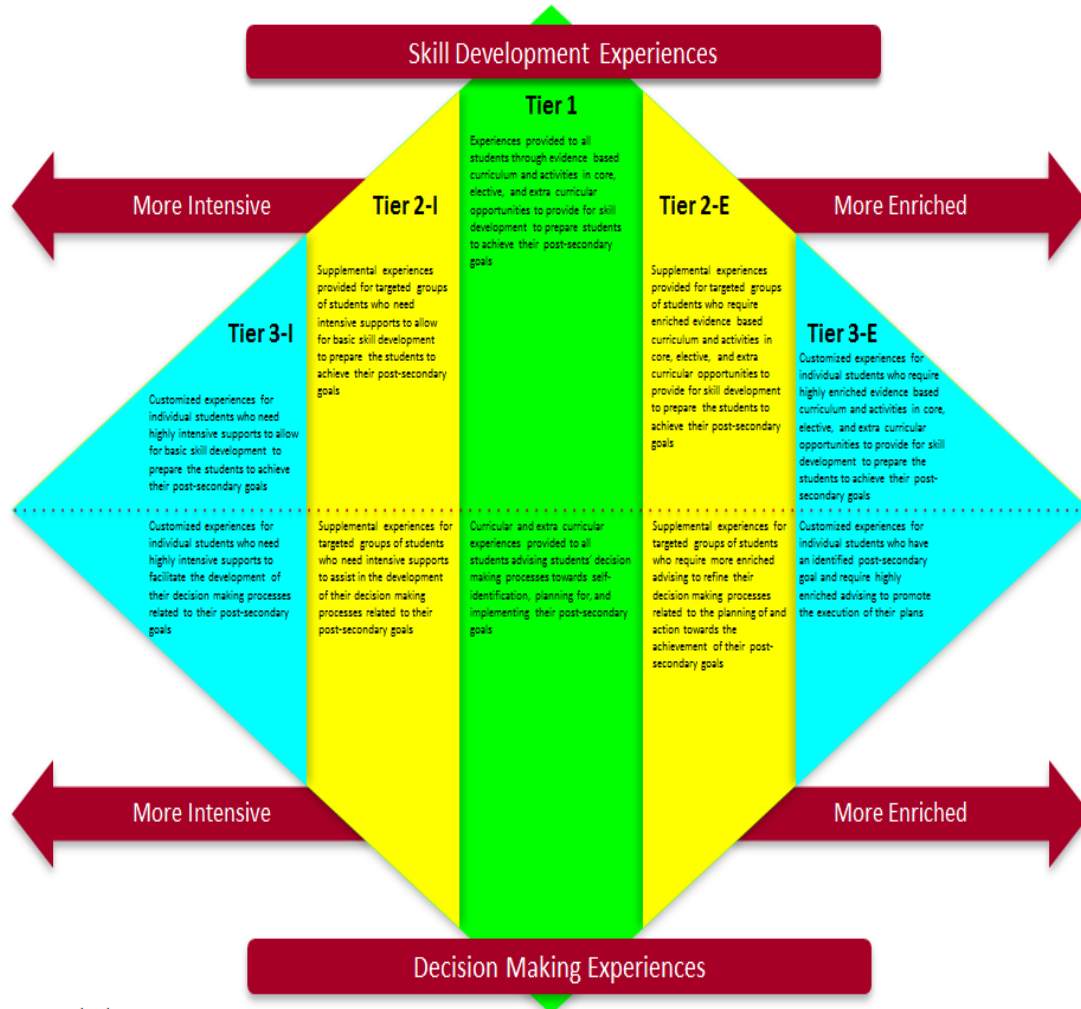 Skill Development Experiences
Tier 1
Experiences provided to all
students through evidence based
curriculum and activities in core,
elective, and extra curricular
opportunities to provide for skill
development to prepare students
to achieve their post-secondary
goals
More Intensive
More Enriched
Tier 2-I
Supplemental experiences
provided for targeted groups
of students who need
intensive supports to allow
for basic skill development
to prepare the students to
achieve their post-secondary
goals
Tier 2-E
Supplemental experiences
provided for targeted groups
of students who require
enriched evidence based
curriculum and activities in
core, elective, and extra
curricular opportunities to
provide for skill development
to prepare the students to
achieve their post-secondary
goals
Tier 3-I
Customized experiences for
individual students who need
highly intensive supports to allow
for basic skill development to
prepare the students to achieve
their post-secondary goals
Tier 3-E
Customized experiences for
individual students who require
highly enriched evidence based
curriculum and activities in core,
elective, and extra curricular
opportunities to provide for skill
development to prepare the
students to achieve their post-
secondary goals
Customized experiences for
individual students who need
highly intensive supports to
facilitate the development of
their decision making processes
related to their post-secondary
goals
Supplemental experiences for
targeted groups of students
who need intensive supports
to assist in the development
of their decision making
processes related to their
post-secondary goals
Curricular and extra curricular
experiences provided to all
students advising students' decision
making processes towards self-
identification, planning for, and
implementing their post-secondary
goals
Supplemental experiences for
targeted groups of students
who require more enriched
advising to refine their
decision making processes
related to the planning of and
action towards the
achievement of their post-
secondary goals
Customized experiences for
individual students who have
an identified post-secondary
goal and require highly
enriched advising to promote
the execution of their plans
More Intensive
More Enriched
Decision Making Experiences